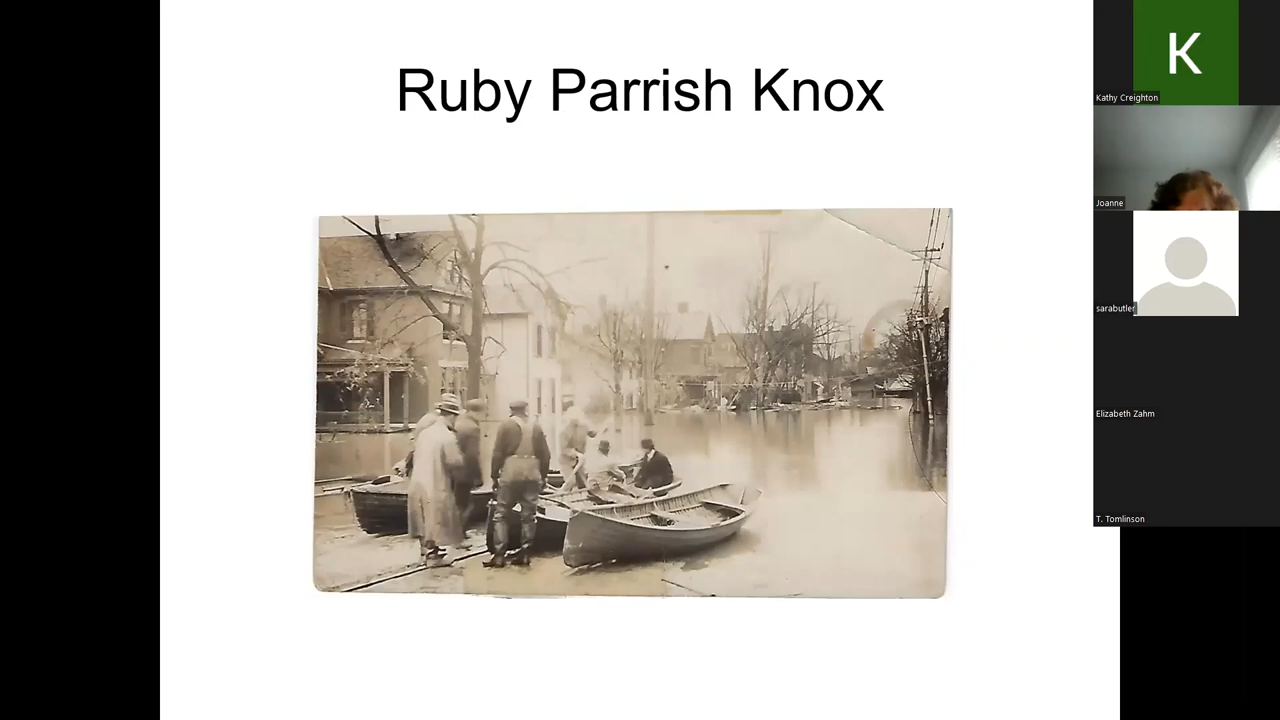 Ruby Parrish Knox
K
Kathy Creighton
Joanne
sarabutler
Elizabeth Zahm
T. Tomlinson